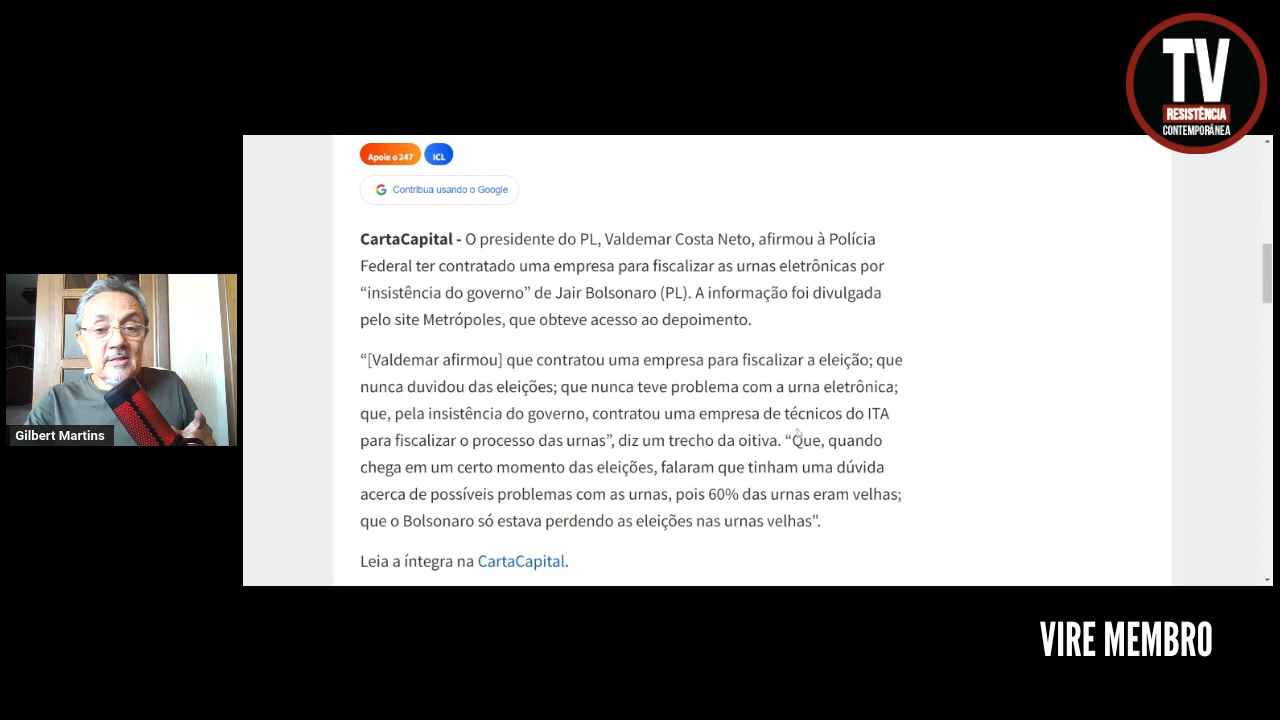 TV
RESISTÊNCIA
CONTEMPORÂNEA
Apoie o 247
ICL
Contribua usando o Google
CartaCapital - O presidente do PL, Valdemar Costa Neto, afirmou à Polícia
Federal ter contratado uma empresa para fiscalizar as urnas eletrônicas por
“insistência do governo” de Jair Bolsonaro (PL). A informação foi divulgada
pelo site Metrópoles, que obteve acesso ao depoimento.
“[Valdemar afirmou] que contratou uma empresa para fiscalizar a eleição; que
nunca duvidou das eleições; que nunca teve problema com a urna eletrônica;
que, pela insistência do governo, contratou uma empresa de técnicos do ITA
para fiscalizar o processo das urnas”, diz um trecho da oitiva. “Que, quando
chega em um certo momento das eleições, falaram que tinham uma dúvida
acerca de possíveis problemas com as urnas, pois 60% das urnas eram velhas;
que o Bolsonaro só estava perdendo as eleições nas urnas velhas".
Leia a íntegra na CartaCapital.
Gilbert Martins
VIRE MEMBRO